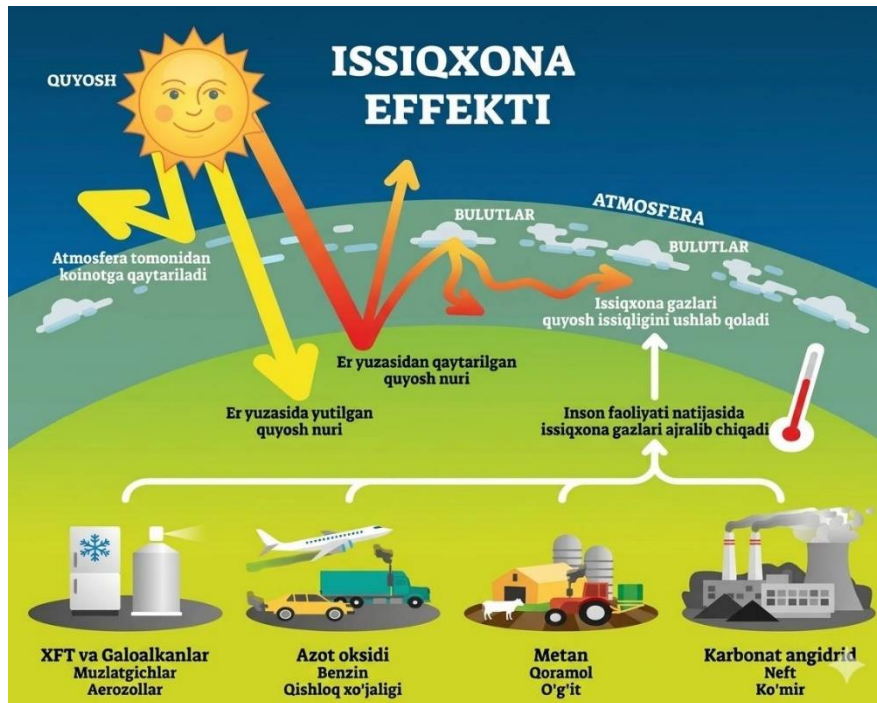 QUYOSH
ISSIQXONA
EFFEKTI
ATMOSFERA
BULUTLAR
BULUTLAR
Atmosfera tomonidan
koinotga qaytariladi
Issiqxona gazlari
quyosh issiqligini ushlab qoladi
Er yuzasidan qaytarilgan
quyosh nuri
Er yuzasida yutilgan
quyosh nuri
Inson faoliyati natijasida
issiqxona gazlari ajralib chiqadi
XFT va Galoalkanlar
Muzlatgichlar
Aerozollar
Azot oksidi
Benzin
Qishloq xo'jaligi
Metan
Qoramol
O'g'it
Karbonat angidrid
Neft
Ko'mir